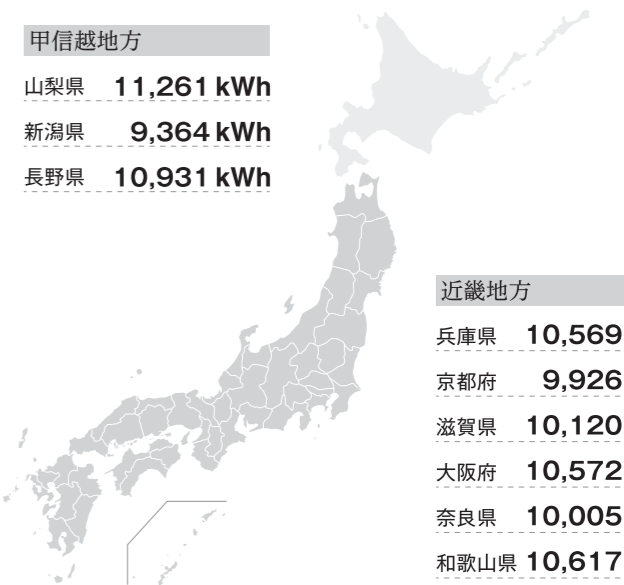 甲信越地方
山梨県 11,261 kWh
新潟県 9,364 kWh
長野県 10,931 kWh
近畿地方
兵庫県 10,569
京都府 9,926
滋賀県 10,120
大阪府 10,572
奈良県 10,005
和歌山県 10,617